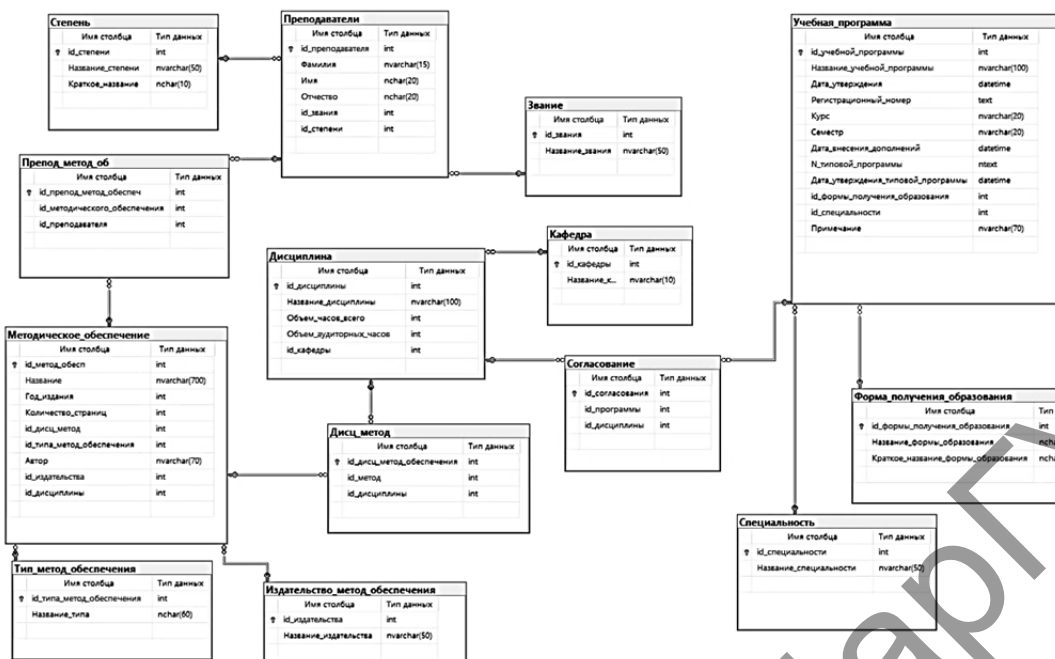 Степень
Имя столбца Тип данных
id_степени int
Название_степени nvarchar(50)
Краткое_название nchar(10)
Преподаватели
Имя столбца Тип данных
id_преподавателя int
Фамилия nvarchar(15)
Имя nchar(20)
Отчество nchar(20)
id_звания int
id_степени int
Звание
Имя столбца Тип данных
id_звания int
Название_звания nvarchar(50)
Учебная_программа
Имя столбца Тип данных
id_учебной_программы int
Название_учебной_программы nvarchar(100)
Дата_утверждения datetime
Регистрационный_номер text
Курс nvarchar(20)
Семестр nvarchar(20)
Дата_внесения_дополнений datetime
N_типовой_программы ntext
Дата_утверждения_типовой_программы datetime
id_формы_получения_образования int
id_специальности int
Примечание nvarchar(70)
Препод_метод_об
Имя столбца Тип данных
id_препод_метод_обеспеч int
id_методического_обеспечения int
id_преподавателя int
Дисциплина
Имя столбца Тип данных
id_дисциплины int
Название_дисциплины nvarchar(100)
Объем_часов_всего int
Объем_аудиторных_часов int
id_кафедры int
Кафедра
Имя столбца Тип данных
id_кафедры int
Название_к... nvarchar(10)
Методическое_обеспечение
Имя столбца Тип данных
id_метод_обесп int
Название nvarchar(700)
Год_издания int
Количество_страниц int
id_дисц_метод int
id_типа_метод_обеспечения int
Автор nvarchar(70)
id_издательства int
id_дисциплины int
Согласование
Имя столбца Тип данных
id_согласования int
id_программы int
id_дисциплины int
Дисц_метод
Имя столбца Тип данных
id_дисц_метод_обеспечения int
id_метод int
id_дисциплины int
Форма_получения_образования
Имя столбца Тип
id_формы_получения_образования int
Название_формы_образования ncha
Краткое_название_формы_образования ncha
Специальность
Имя столбца Тип данных
id_специальности int
Название_специальности nvarchar(50)
Тип_метод_обеспечения
Имя столбца Тип данных
id_типа_метод_обеспечения int
Название_типа nchar(60)
Издательство_метод_обеспечения
Имя столбца Тип данных
id_издательства int
Название_издательства nvarchar(50)